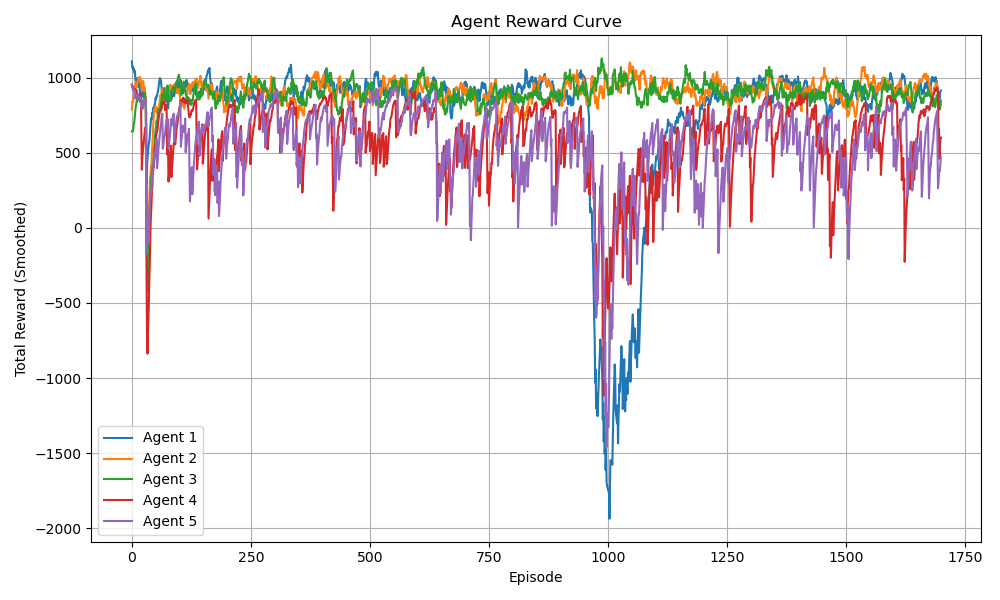 Agent Reward Curve
Total Reward (Smoothed)
1000
500
0
−500
−1000
−1500
−2000
Agent 1
Agent 2
Agent 3
Agent 4
Agent 5
0 250 500 750 1000 1250 1500 1750
Episode